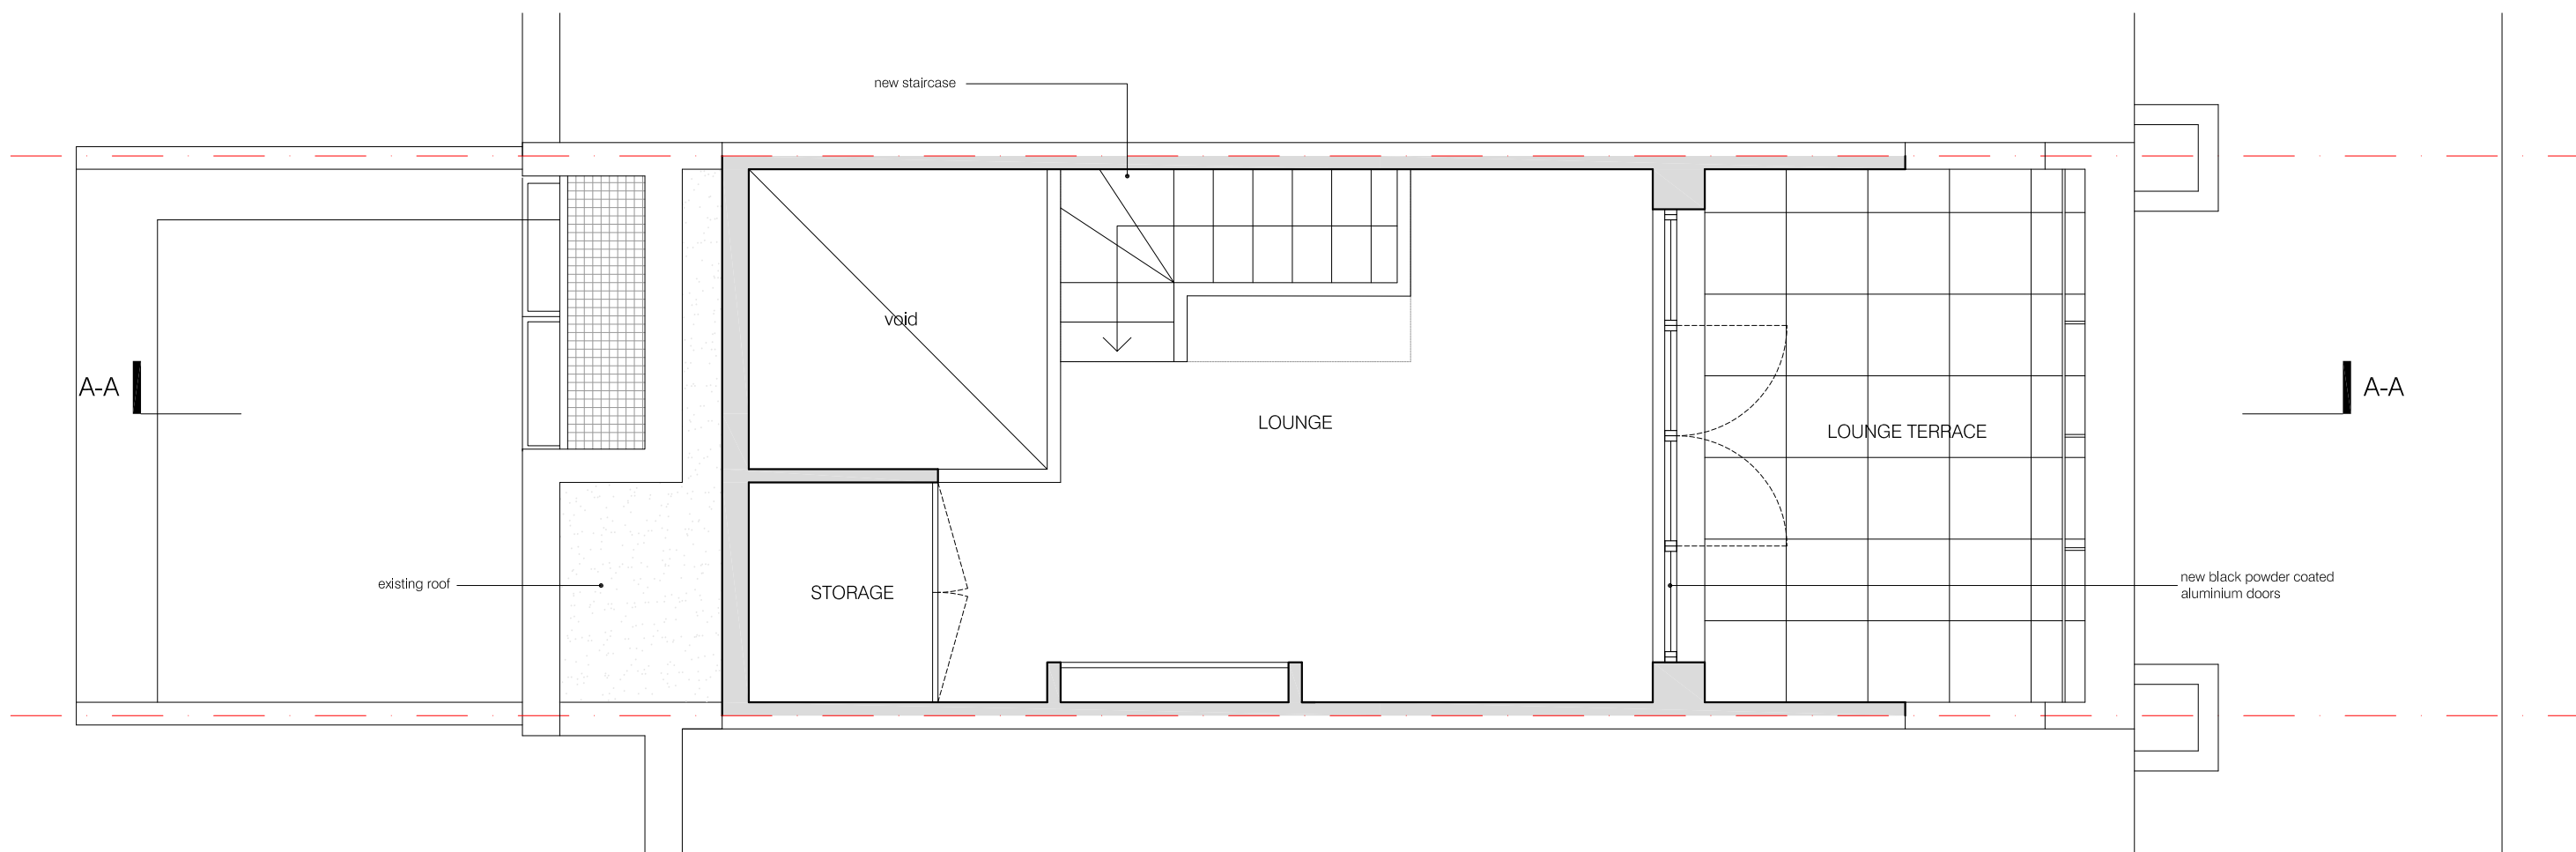 new staircase
void
A-A
A-A
LOUNGE
LOUNGE TERRACE
existing roof
STORAGE
new black powder coated
aluminium doors